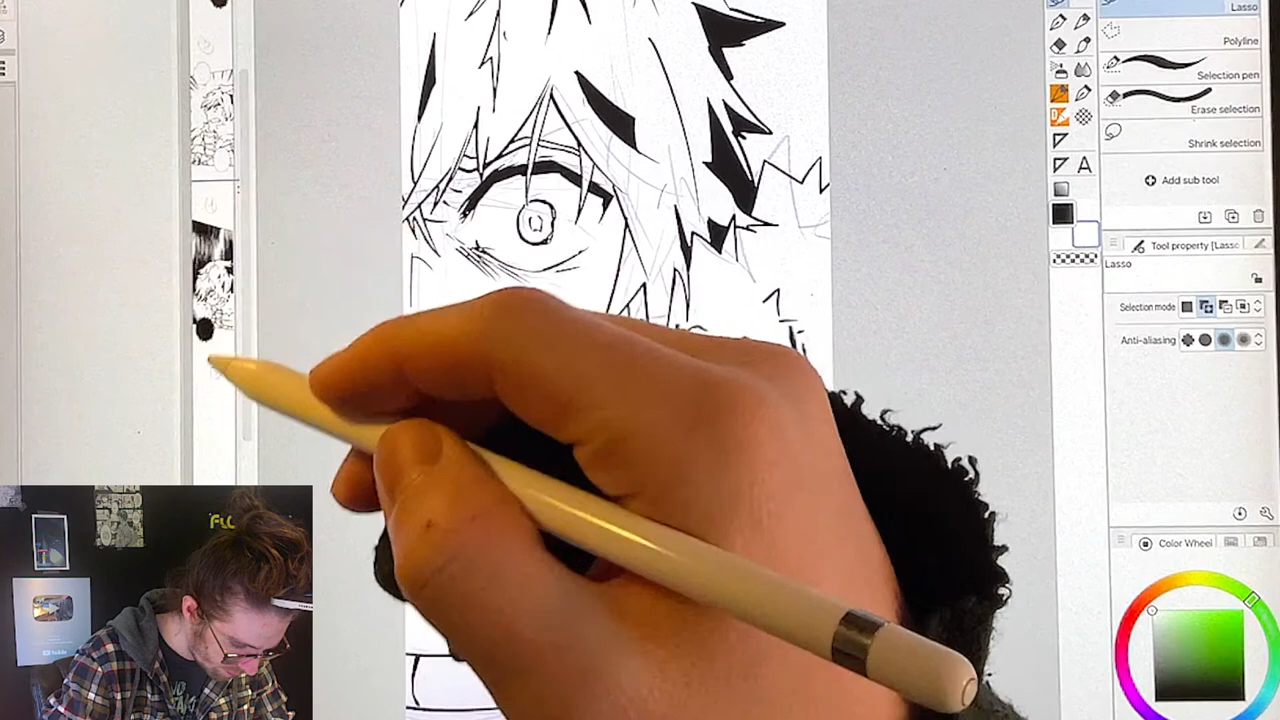 Lasso
Polyline
Selection pen
Erase selection
Shrink selection
Add sub tool
A
Tool property [Lasso
Lasso
Selection mode
Anti-aliasing
Color Wheel
FLC